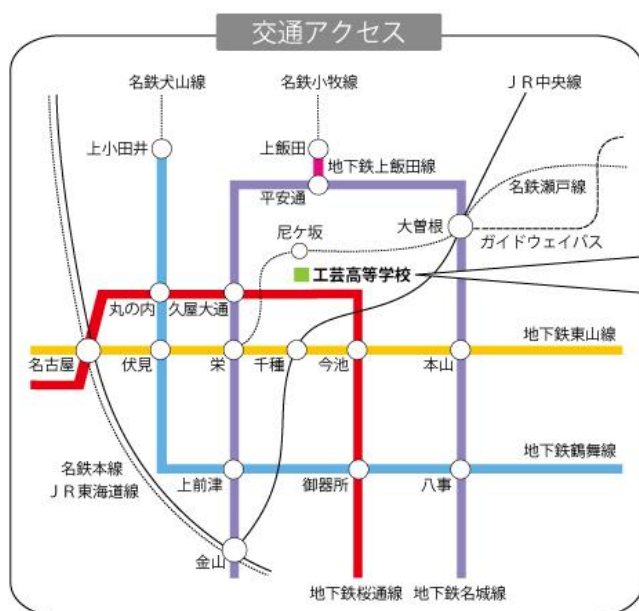 交通アクセス
名鉄犬山線
名鉄小牧線
ＪＲ中央線
上小田井
上飯田
地下鉄上飯田線
平安通
名鉄瀬戸線
尼ケ坂
大曽根
ガイドウェイバス
工芸高等学校
丸の内
久屋大通
地下鉄東山線
名古屋
伏見
栄
千種
今池
本山
名鉄本線
ＪＲ東海道線
地下鉄鶴舞線
上前津
御器所
八事
金山
地下鉄桜通線
地下鉄名城線